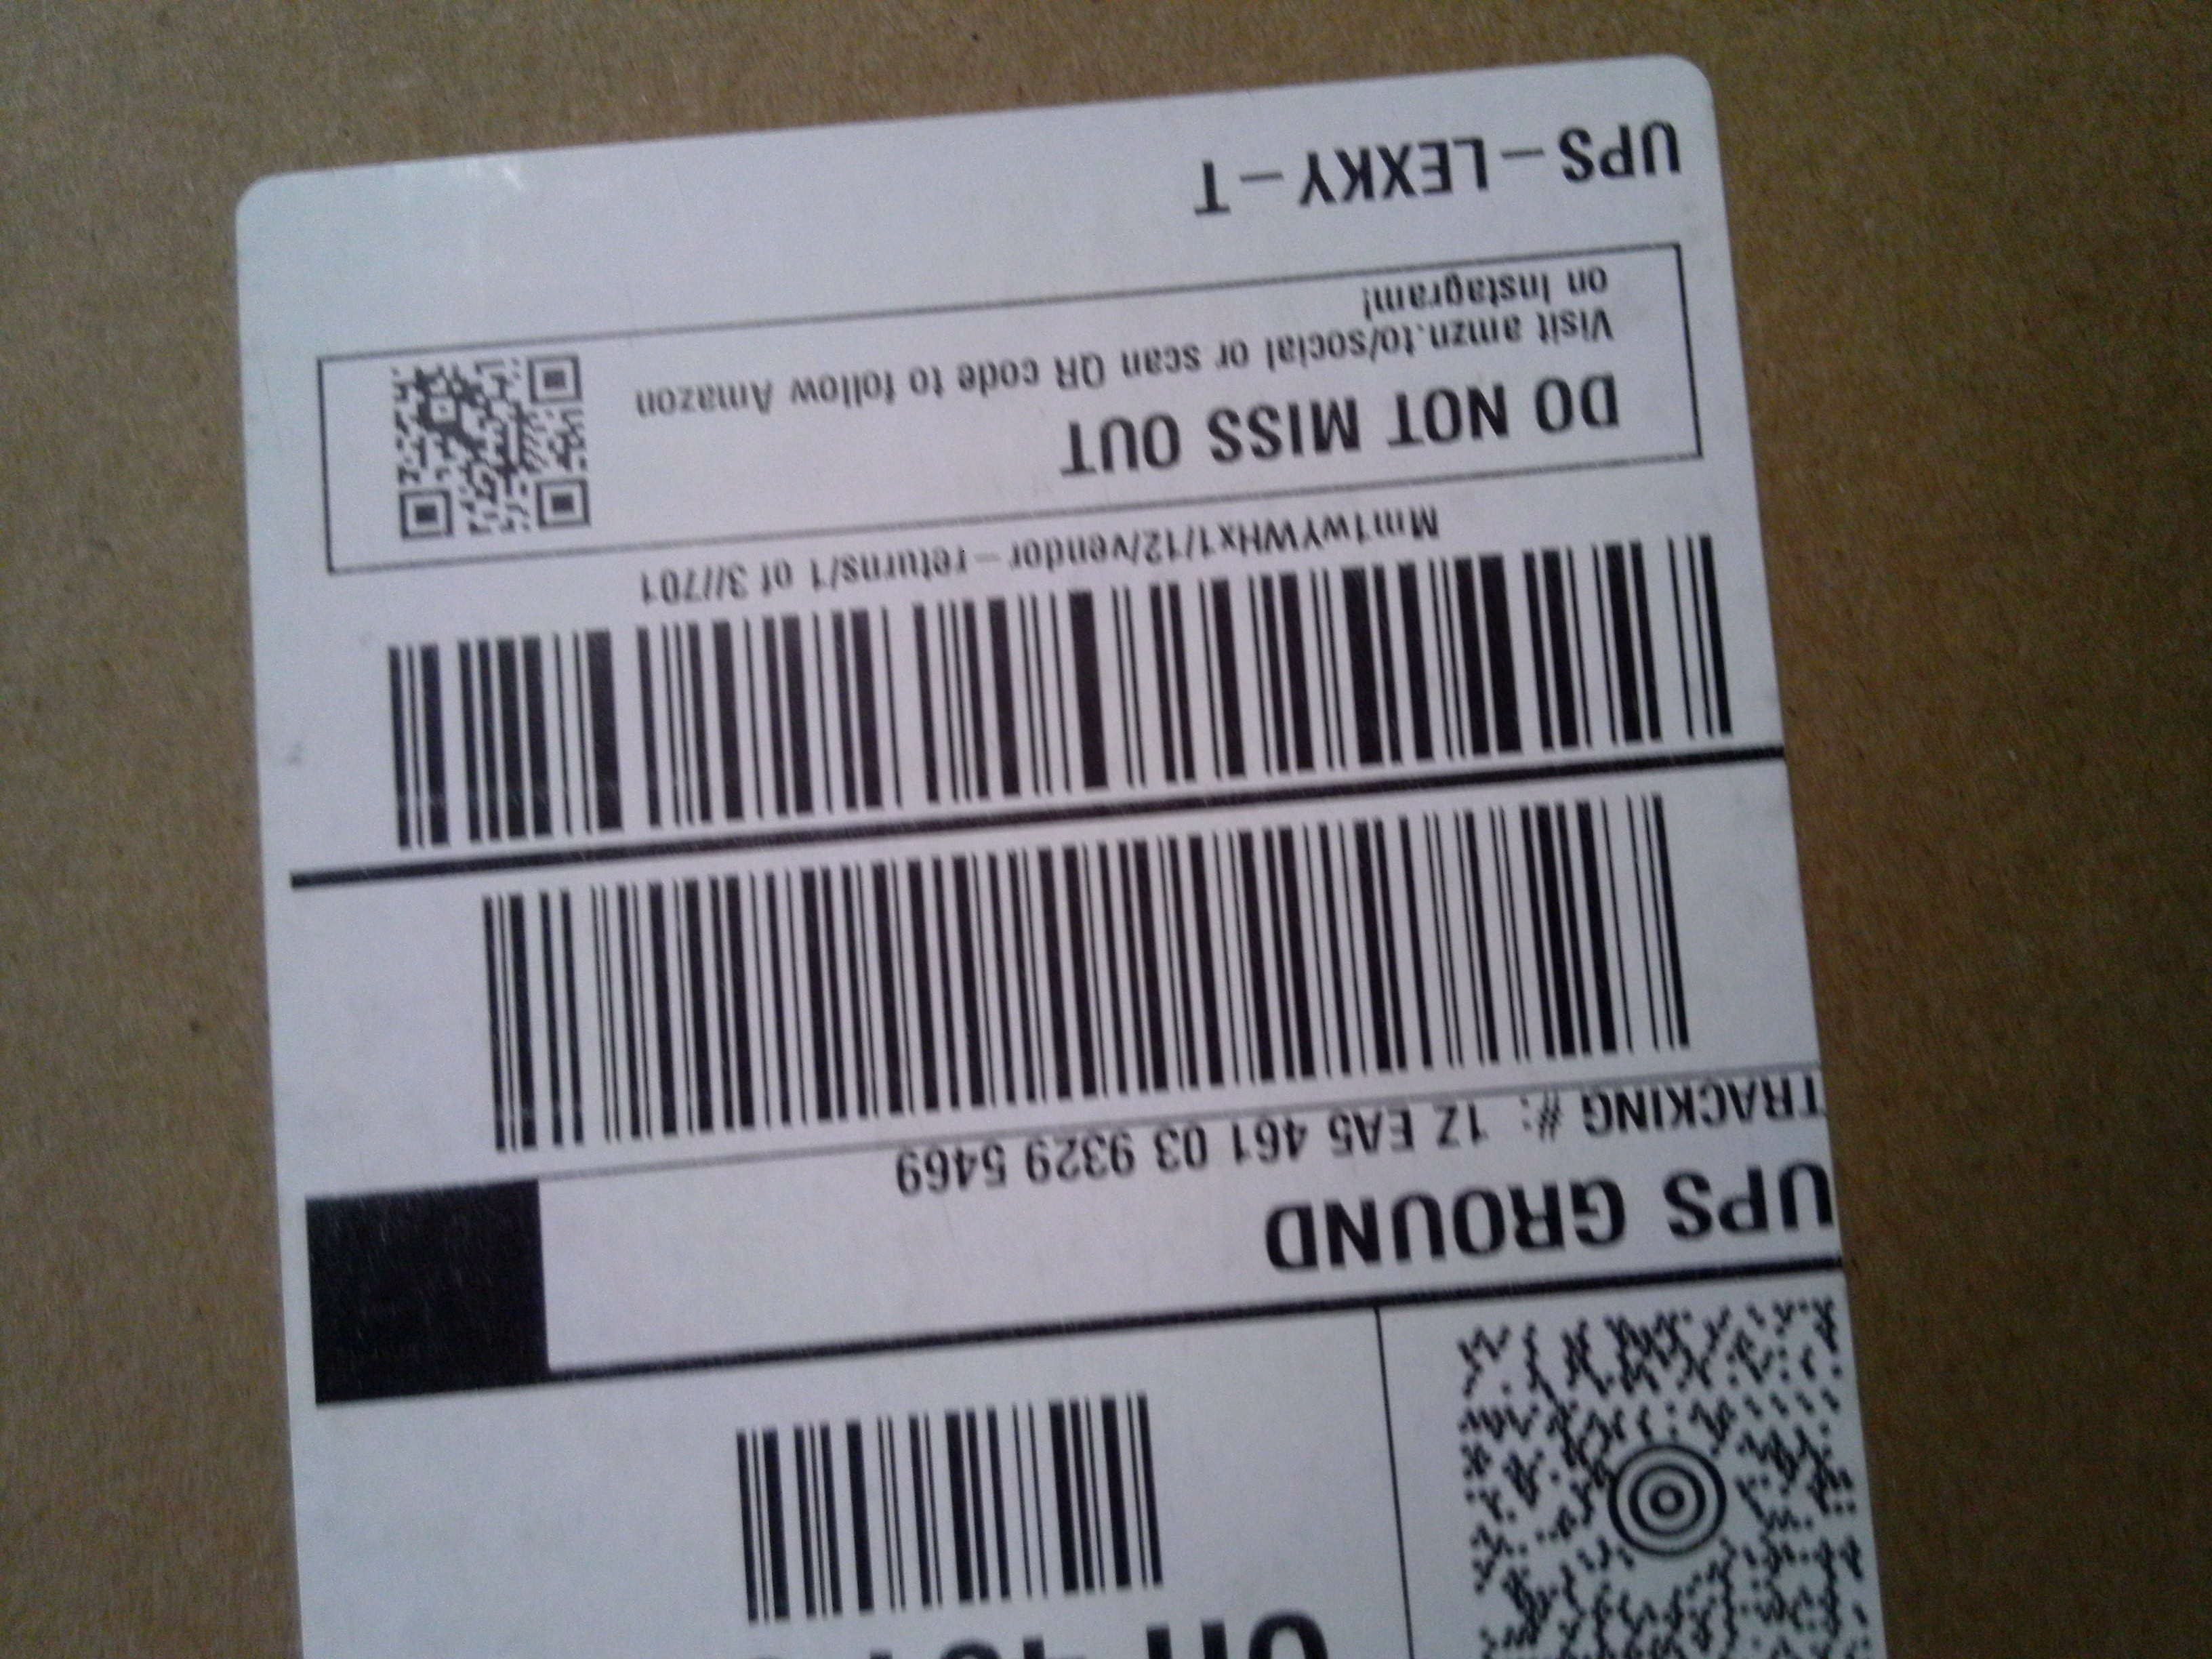 UPS GROUND
TRACKING #: 1Z EA5 461 03 9329 5469
Mm1wYWHx1/12/vendor-returns/1 of 3//701
DO NOT MISS OUT
Visit amzn.to/social or scan QR code to follow Amazon
on Instagram!
UPS-LEXKY-T